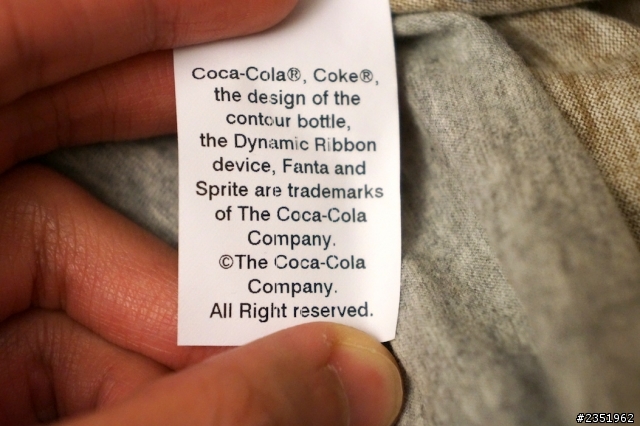 Coca-Cola®, Coke®,
the design of the
contour bottle,
the Dynamic Ribbon
device, Fanta and
Sprite are trademarks
of The Coca-Cola
Company.
©The Coca-Cola
Company.
All Right reserved.
#2351962